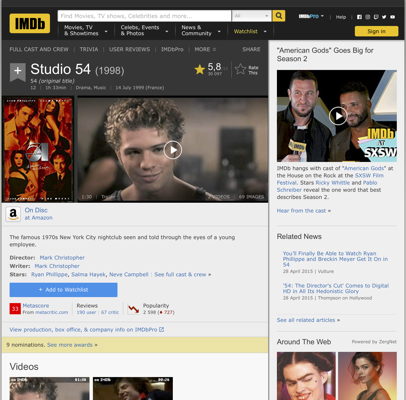 IMDb
Find Movies, TV shows, Celebrities and more...
All
IMDbPro
Help
Movies, TV
& Showtimes
Celebs, Events
& Photos
News &
Community
Watchlist
Sign in
FULL CAST AND CREW | TRIVIA | USER REVIEWS | IMDbPro | MORE
SHARE
Studio 54 (1998)
54 (original title)
12 | 1h 33min | Drama, Music | 14 July 1999 (France)
5,8
Rate
This
54
1:30 | Trailer
2 VIDEOS | 69 IMAGES
On Disc
at Amazon
The famous 1970s New York City nightclub seen and told through the eyes of a young
employee.
Director: Mark Christopher
Writer: Mark Christopher
Stars: Ryan Phillippe, Salma Hayek, Neve Campbell | See full cast & crew »
+ Add to Watchlist
Metascore
From metacritic.com
Reviews
190 user | 67 critic
Popularity
2 598 (727)
View production, box office, & company info on IMDbPro
9 nominations. See more awards »
Videos
"American Gods" Goes Big for
Season 2
IMDb
at
SXSW
IMDb hangs with cast of "American Gods" at
the House on the Rock at the SXSW Film
Festival. Stars Ricky Whittle and Pablo
Schreiber reveal the one word that best
describes Season 2.
Hear from the cast »
Related News
You'll Finally Be Able to Watch Ryan
Phillippe and Breckin Meyer Get It On in
54
28 April 2015 | Vulture
'54: The Director's Cut' Comes to Digital
HD in All Its Hedonistic Glory
28 April 2015 | Thompson on Hollywood
See all related articles »
Around The Web
Powered by ZergNet